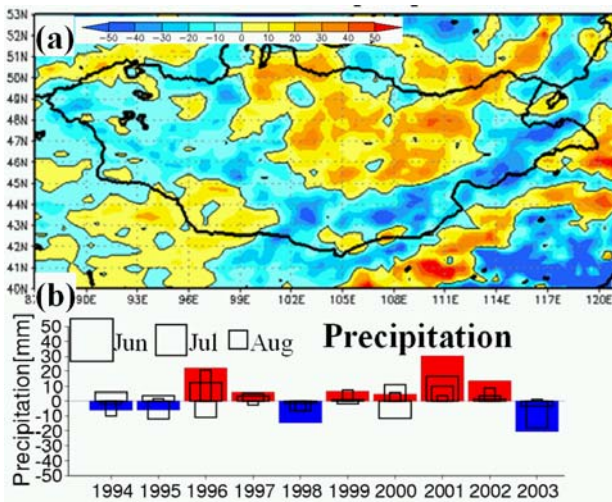 (a)
-50 -40 -30 -20 -10 0 10 20 30 40 50
53N
52N
51N
50N
49N
48N
47N
46N
45N
44N
43N
42N
41N
40N
90E 93E 96E 99E 102E 105E 108E 111E 114E 117E 120E
(b)
Jun Jul Aug Precipitation
Precipitation[mm]
50
40
30
20
10
0
-10
-20
-30
-40
-50
1994 1995 1996 1997 1998 1999 2000 2001 2002 2003